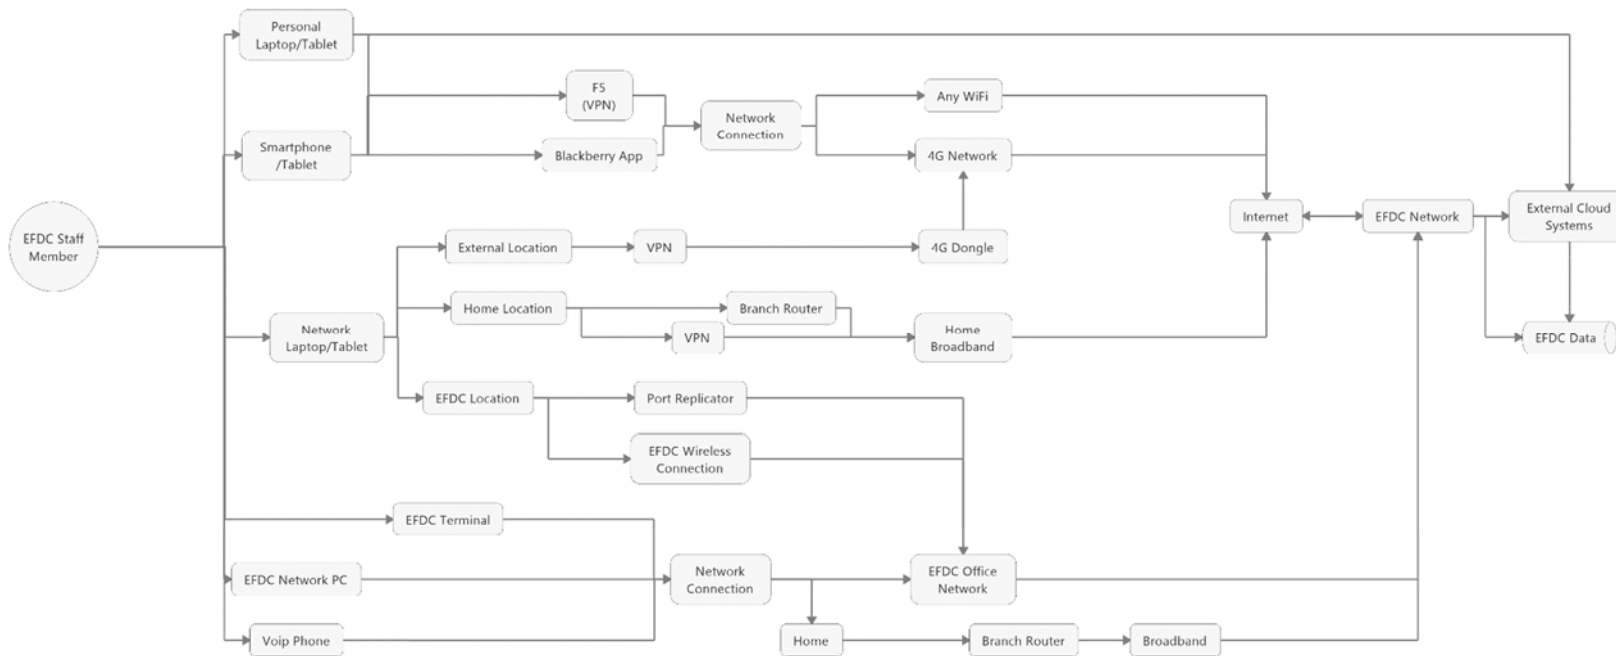 Personal
Laptop/Tablet
F5
(VPN)
Any WiFi
Network
Connection
Smartphone
/Tablet
Blackberry App
4G Network
EFDC Staff
Member
Internet
EFDC Network
External Cloud
Systems
External Location
VPN
4G Dongle
Home Location
Branch Router
Network
Laptop/Tablet
VPN
Home
Broadband
EFDC Data
EFDC Location
Port Replicator
EFDC Wireless
Connection
EFDC Terminal
EFDC Network PC
Network
Connection
EFDC Office
Network
Voip Phone
Home
Branch Router
Broadband